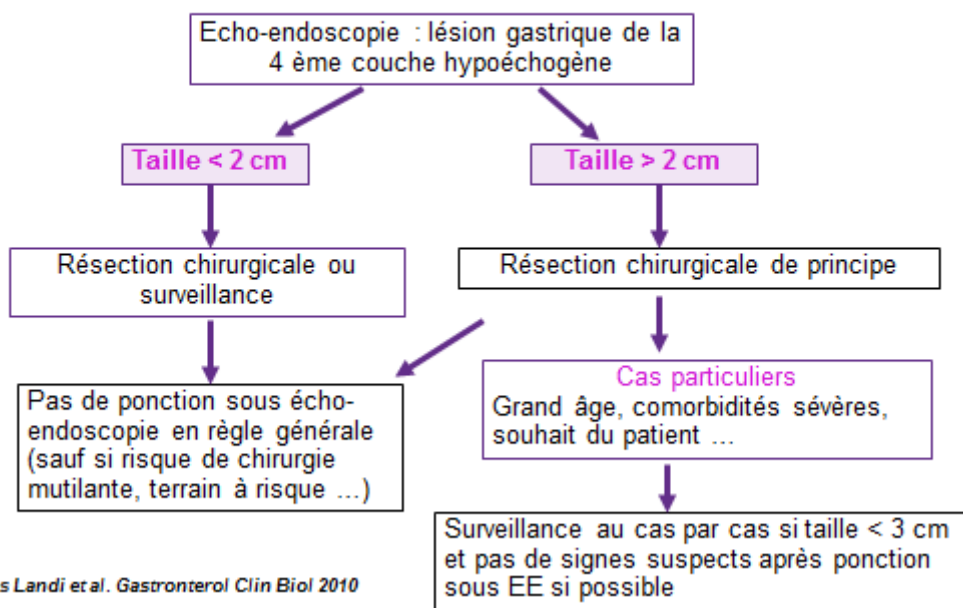 Echo-endoscopie : lésion gastrique de la
4 ème couche hypoéchogène
Taille < 2 cm
Taille > 2 cm
Résection chirurgicale ou
surveillance
Résection chirurgicale de principe
Pas de ponction sous écho-
endoscopie en règle générale
(sauf si risque de chirurgie
mutilante, terrain à risque ...)
Cas particuliers
Grand âge, comorbidités sévères,
souhait du patient ...
Surveillance au cas par cas si taille < 3 cm
et pas de signes suspects après ponction
sous EE si possible
s Landi et al. Gastronterol Clin Biol 2010